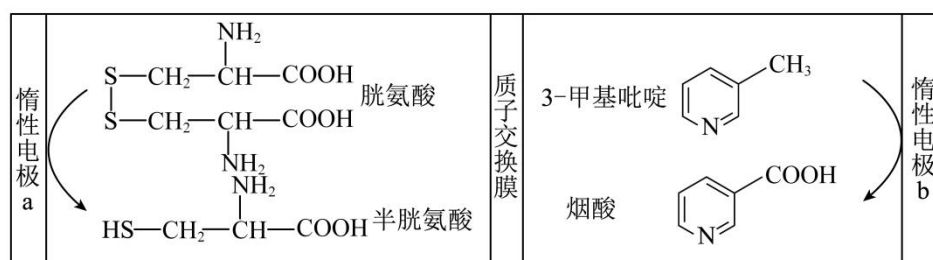 惰性电极a
NH₂
S—CH₂—CH—COOH
胱氨酸
S—CH₂—CH—COOH
NH₂
NH₂
HS—CH₂—CH—COOH
半胱氨酸
质子交换膜
CH₃
3-甲基吡啶
N
COOH
烟酸
N
惰性电极b